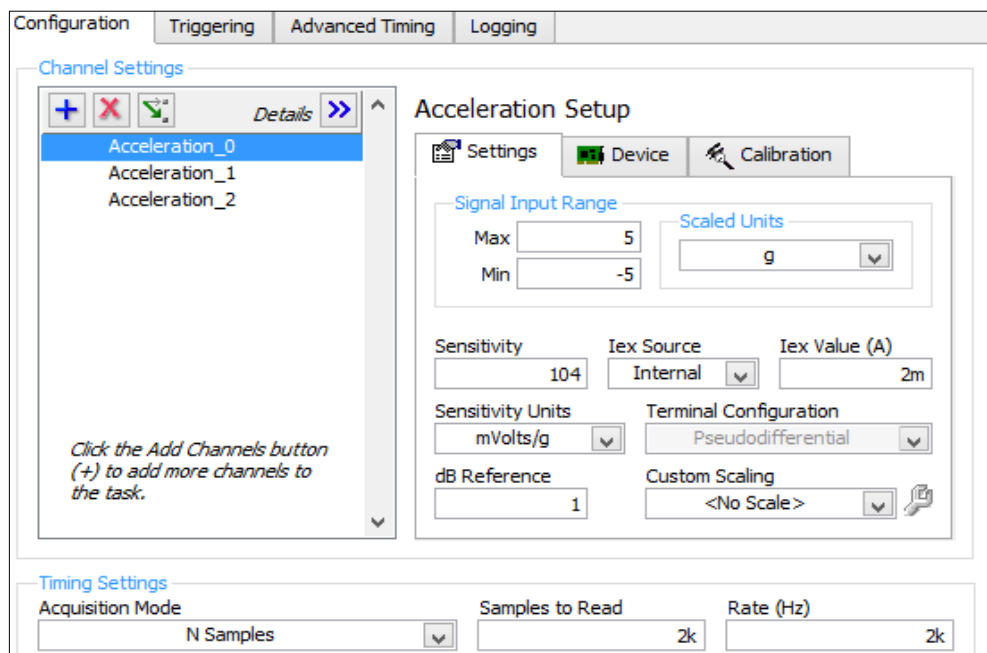 Configuration Triggering Advanced Timing Logging
Channel Settings
Details
Acceleration_0
Acceleration_1
Acceleration_2
Click the Add Channels button
(+) to add more channels to
the task.
Acceleration Setup
Settings Device Calibration
Signal Input Range
Max 5
Min -5
Scaled Units
g
Sensitivity Iex Source Iex Value (A)
104 Internal 2m
Sensitivity Units Terminal Configuration
mVolts/g Pseudodifferential
dB Reference Custom Scaling
1 <No Scale>
Timing Settings
Acquisition Mode Samples to Read Rate (Hz)
N Samples 2k 2k